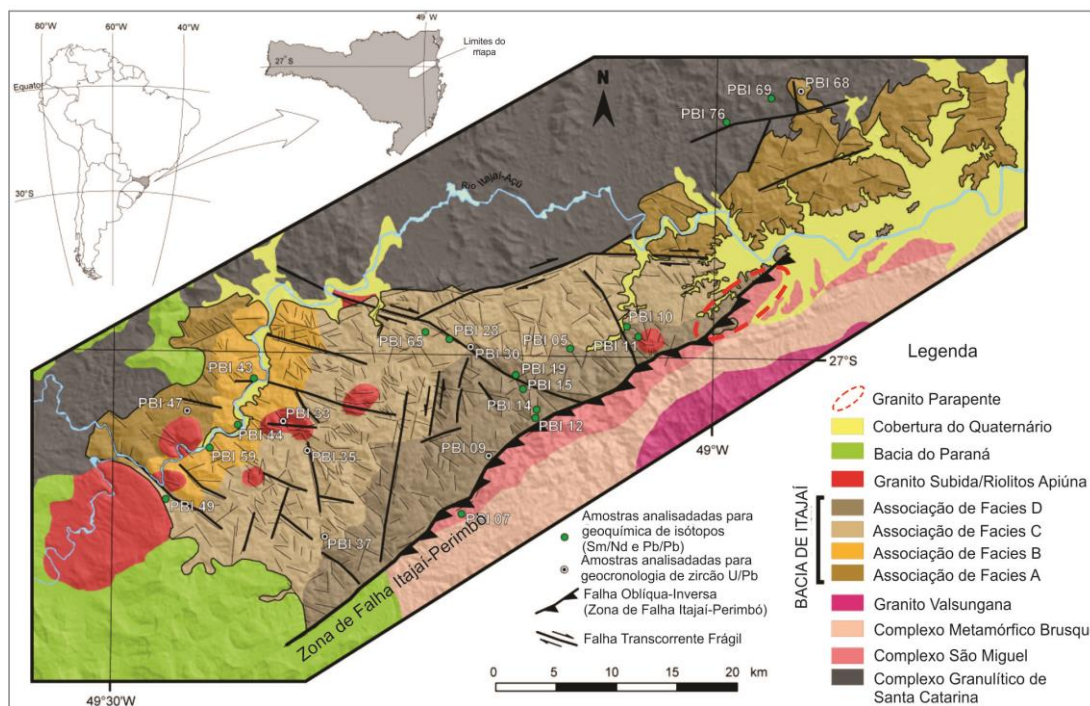 80°W
60°W
40°W
49° W
Limites do
mapa
27° S
Equator
30°S
N
PBI 69
PBI 68
PBI 76
Rio Itajaí-Açú
PBI 10
PBI 28
PBI 65
PBI 05
PBI 11
PBI 30
PBI 19
PBI 43
PBI 15
PBI 47
PBI 14
PBI 33
PBI 12
PBI 44
PBI 35
PBI 09
PBI 59
PBI 49
PBI 07
PBI 37
27°S
49°W
49°30' W
Zona de Falha Itajaí-Perimbó
Amostras analisadas para
geoquímica de isótopos
(Sm/Nd e Pb/Pb)
Amostras analisadas para
geocronologia de zircão U/Pb
Falha Oblíqua-Inversa
(Zona de Falha Itajaí-Perimbó)
Falha Transcorrente Frágil
km
0 5 10 15 20
Legenda
Granito Parapente
Cobertura do Quaternário
Bacia do Paraná
Granito Subida/Riolitos Apiúna
BACIA DE ITAJAÍ
Associação de Facies D
Associação de Facies C
Associação de Facies B
Associação de Facies A
Granito Valsungana
Complexo Metamórfico Brusqu
Complexo São Miguel
Complexo Granulítico de
Santa Catarina